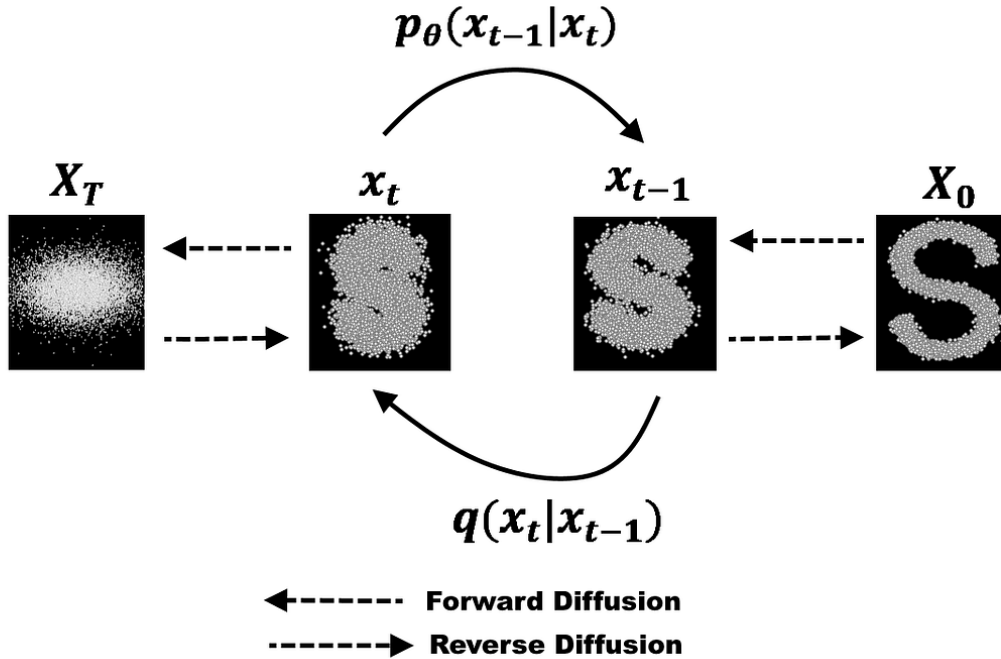 pθ(xt−1|xt)
XT
xt
xt−1
X0
q(xt|xt−1)
Forward Diffusion
Reverse Diffusion